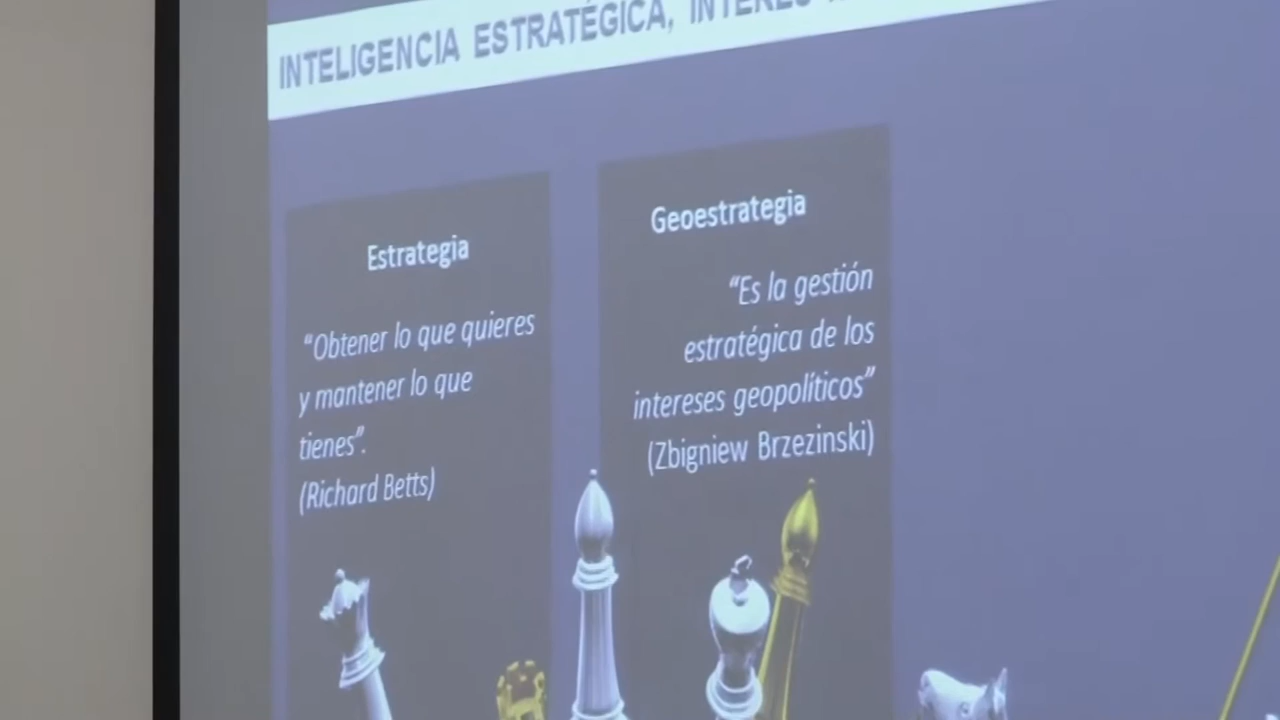 INTELIGENCIA ESTRATÉGICA, INTERÉS
Estrategia
“Obtener lo que quieres
y mantener lo que
tienes”.
(Richard Betts)
Geoestrategia
“Es la gestión
estratégica de los
intereses geopolíticos”
(Zbigniew Brzezinski)